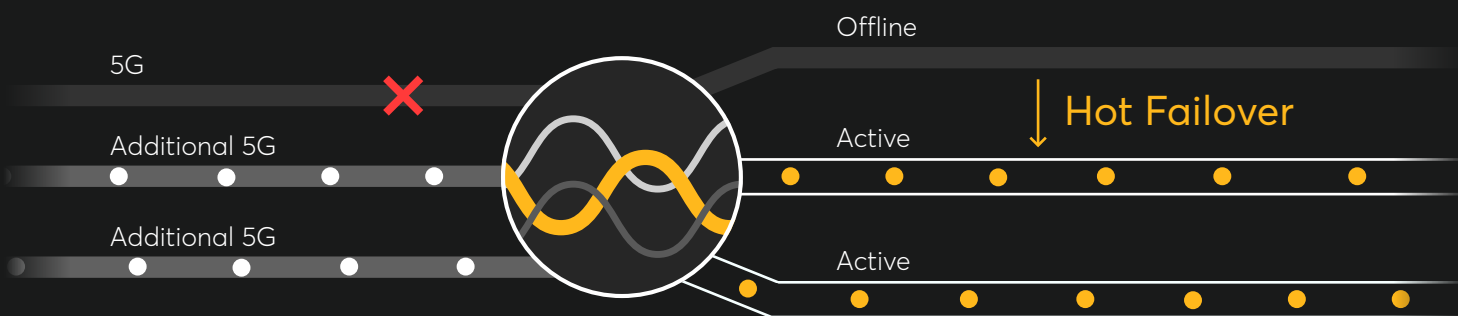 Offline
5G
Hot Failover
Additional 5G
Active
Additional 5G
Active